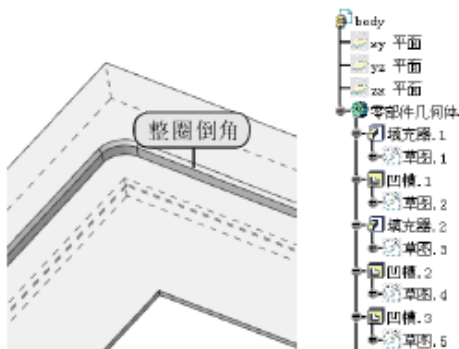 整圈倒角
body
xy 平面
yz 平面
zx 平面
零部件几何体
填充器.1
草图.1
凹槽.1
草图.2
填充器.2
草图.3
凹槽.2
草图.4
凹槽.3
草图.5